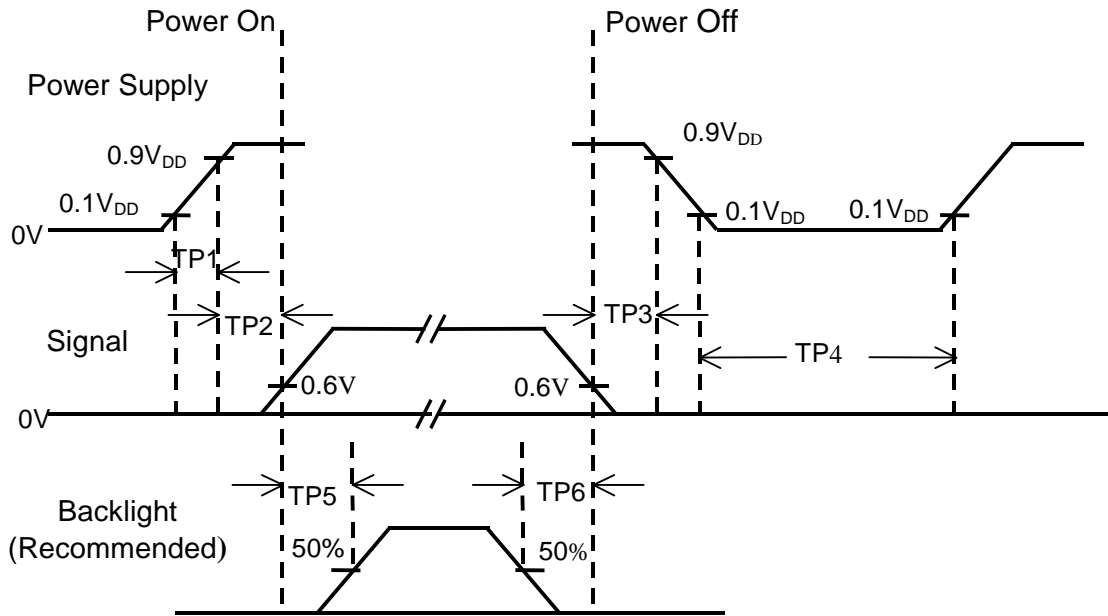 Power On
Power Off
Power Supply
0.9VDD
0.9VDD
0.1VDD
0.1VDD
0.1VDD
0V
TP1
TP2
TP3
TP4
Signal
0.6V
0.6V
0V
TP5
TP6
Backlight
(Recommended)
50%
50%